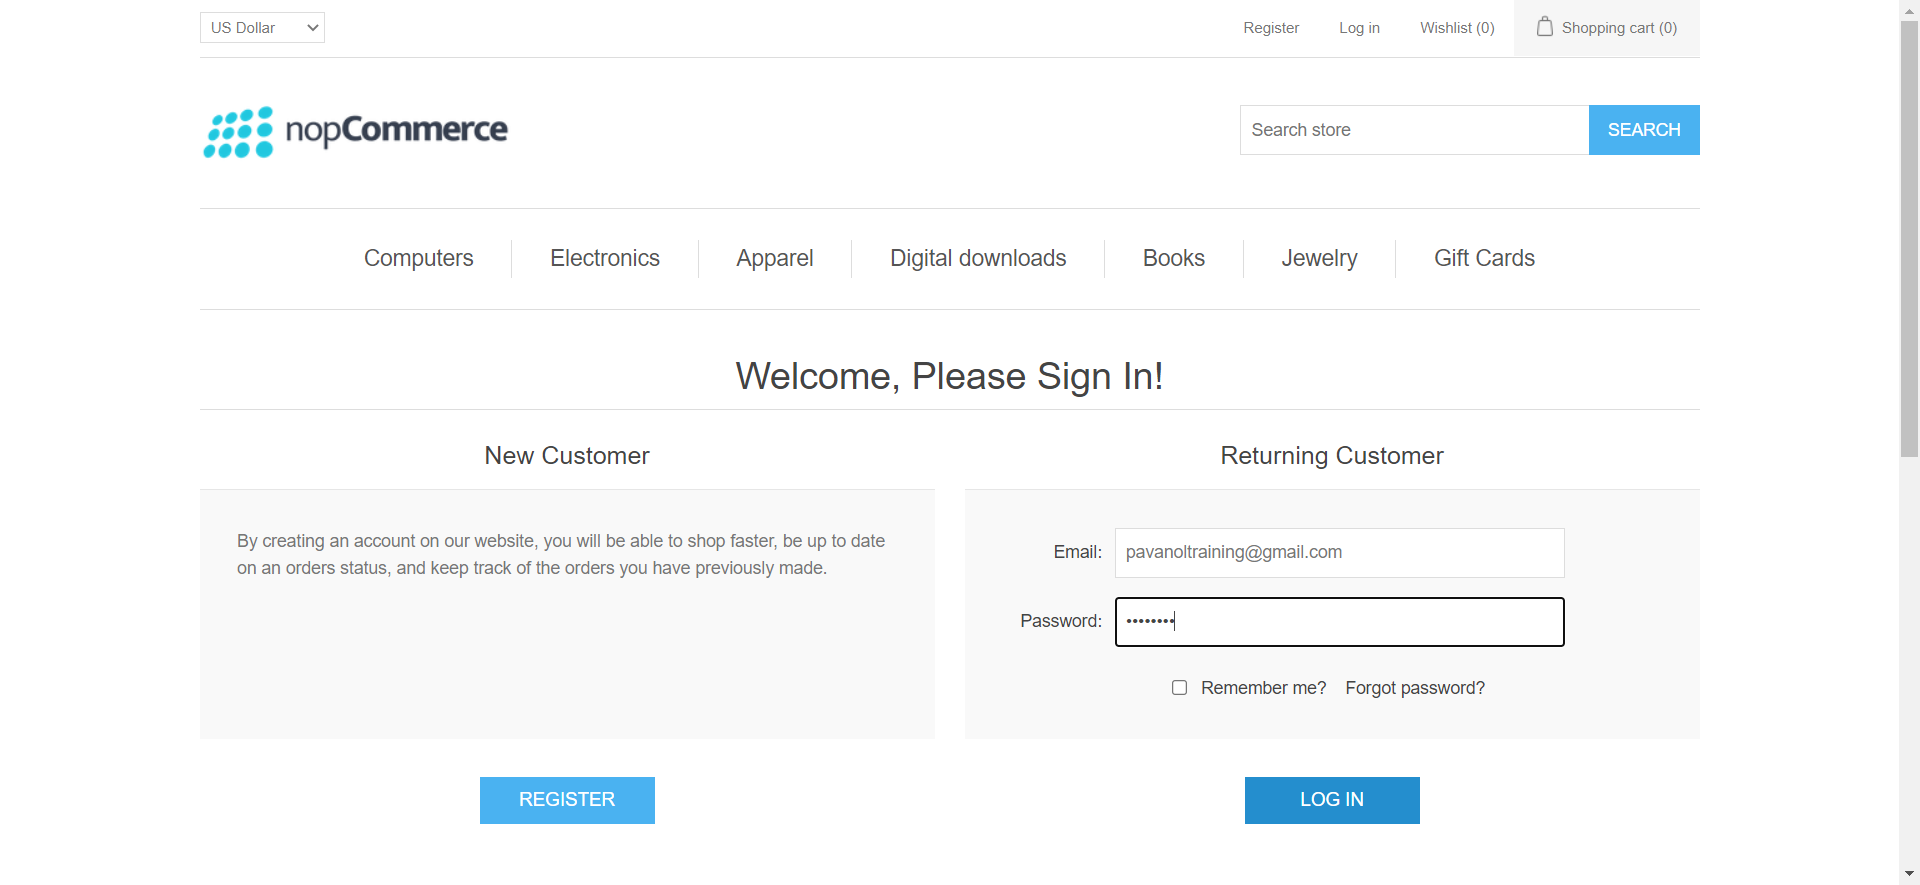 US Dollar
Register Log in Wishlist (0) Shopping cart (0)
nopCommerce
Search store SEARCH
Computers Electronics Apparel Digital downloads Books Jewelry Gift Cards
Welcome, Please Sign In!
New Customer
By creating an account on our website, you will be able to shop faster, be up to date
on an orders status, and keep track of the orders you have previously made.
REGISTER
Returning Customer
Email: pavanoltraining@gmail.com
Password: ••••••••
Remember me? Forgot password?
LOG IN